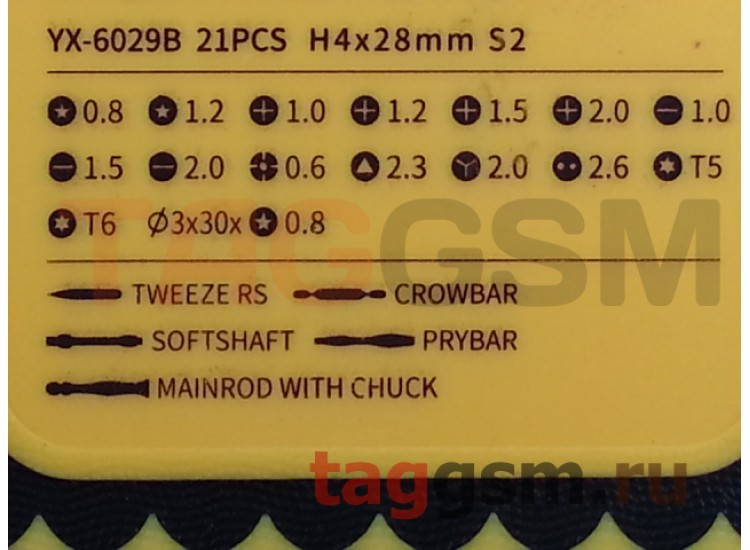 YX-6029B 21PCS H4x28mm S2
0.8 1.2 1.0 1.2 1.5 2.0 1.0
1.5 2.0 0.6 2.3 2.0 2.6 T5
T6 Ø3x30x 0.8
TAGGSM
TWEEZE RS CROWBAR
SOFTSHAFT PRYBAR
MAINROD WITH CHUCK
taggsm.ru